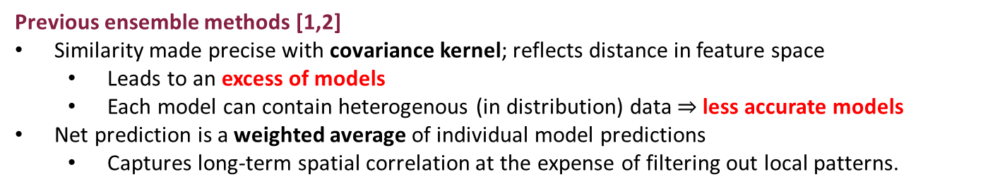 Previous ensemble methods [1,2]
• Similarity made precise with covariance kernel; reflects distance in feature space
• Leads to an excess of models
• Each model can contain heterogenous (in distribution) data ⇒ less accurate models
• Net prediction is a weighted average of individual model predictions
• Captures long-term spatial correlation at the expense of filtering out local patterns.